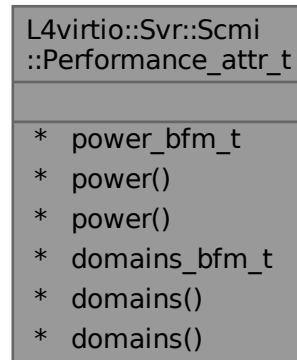 L4virtio::Svr::Scmi
::Performance_attr_t
* power_bfm_t
* power()
* power()
* domains_bfm_t
* domains()
* domains()